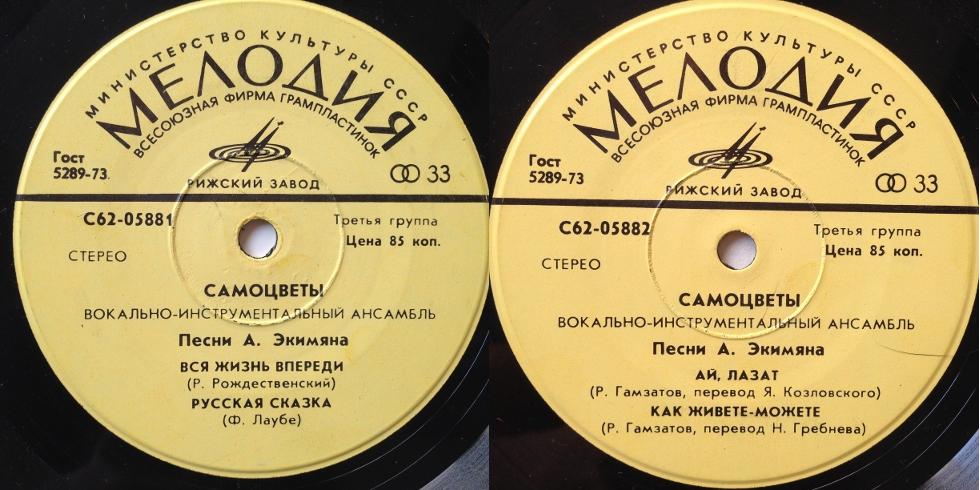 МИНИСТЕРСТВО КУЛЬТУРЫ СССР
МЕЛОДИЯ
ВСЕСОЮЗНАЯ ФИРМА ГРАМПЛАСТИНОК
РИЖСКИЙ ЗАВОД
Гост
5289-73
33
С62-05881
Третья группа
Цена 85 коп.
СТЕРЕО
САМОЦВЕТЫ
ВОКАЛЬНО-ИНСТРУМЕНТАЛЬНЫЙ АНСАМБЛЬ
Песни А. Экимяна
ВСЯ ЖИЗНЬ ВПЕРЕДИ
(Р. Рождественский)
РУССКАЯ СКАЗКА
(Ф. Лаубе)
МИНИСТЕРСТВО КУЛЬТУРЫ СССР
МЕЛОДИЯ
ВСЕСОЮЗНАЯ ФИРМА ГРАМПЛАСТИНОК
РИЖСКИЙ ЗАВОД
Гост
5289-73
33
С62-05882
Третья группа
Цена 85 коп.
СТЕРЕО
САМОЦВЕТЫ
ВОКАЛЬНО-ИНСТРУМЕНТАЛЬНЫЙ АНСАМБЛЬ
Песни А. Экимяна
АЙ, ЛАЗАТ
(Р. Гамзатов, перевод Я. Козловского)
КАК ЖИВЕТЕ-МОЖЕТЕ
(Р. Гамзатов, перевод Н. Гребнева)